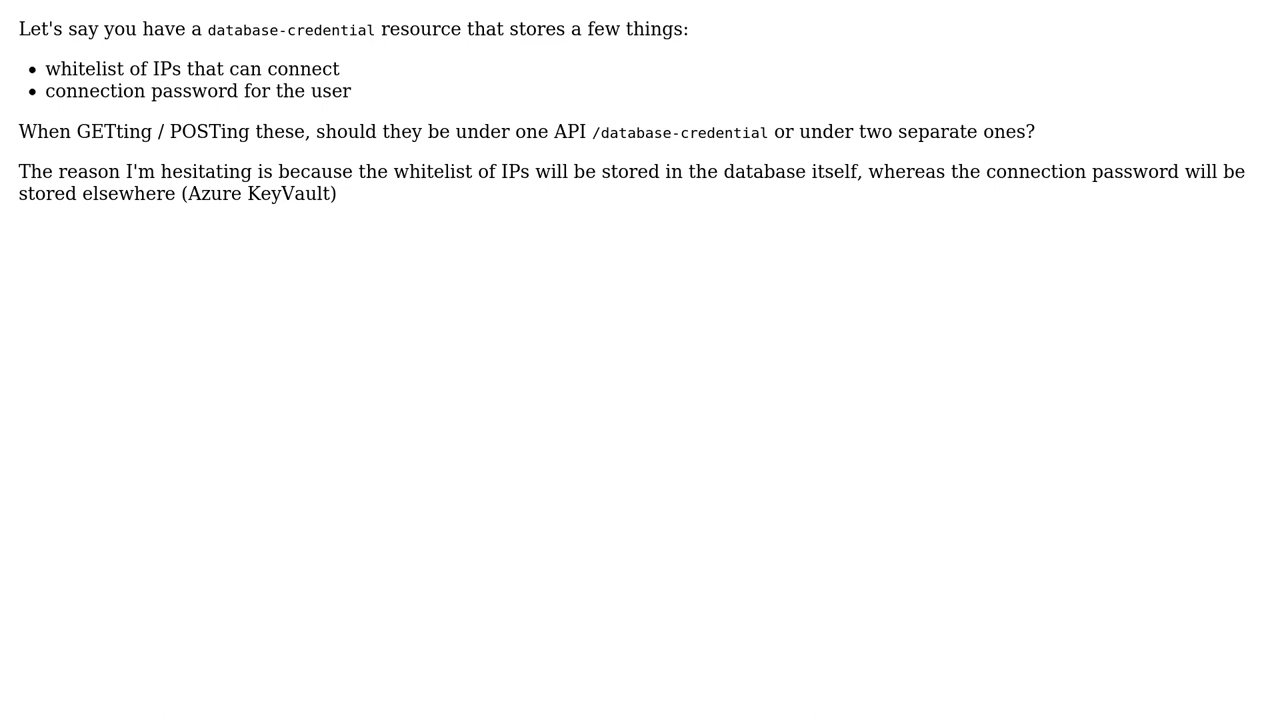 Let's say you have a database-credential resource that stores a few things:
whitelist of IPs that can connect
connection password for the user
When GETting / POSTing these, should they be under one API /database-credential or under two separate ones?
The reason I'm hesitating is because the whitelist of IPs will be stored in the database itself, whereas the connection password will be
stored elsewhere (Azure KeyVault)